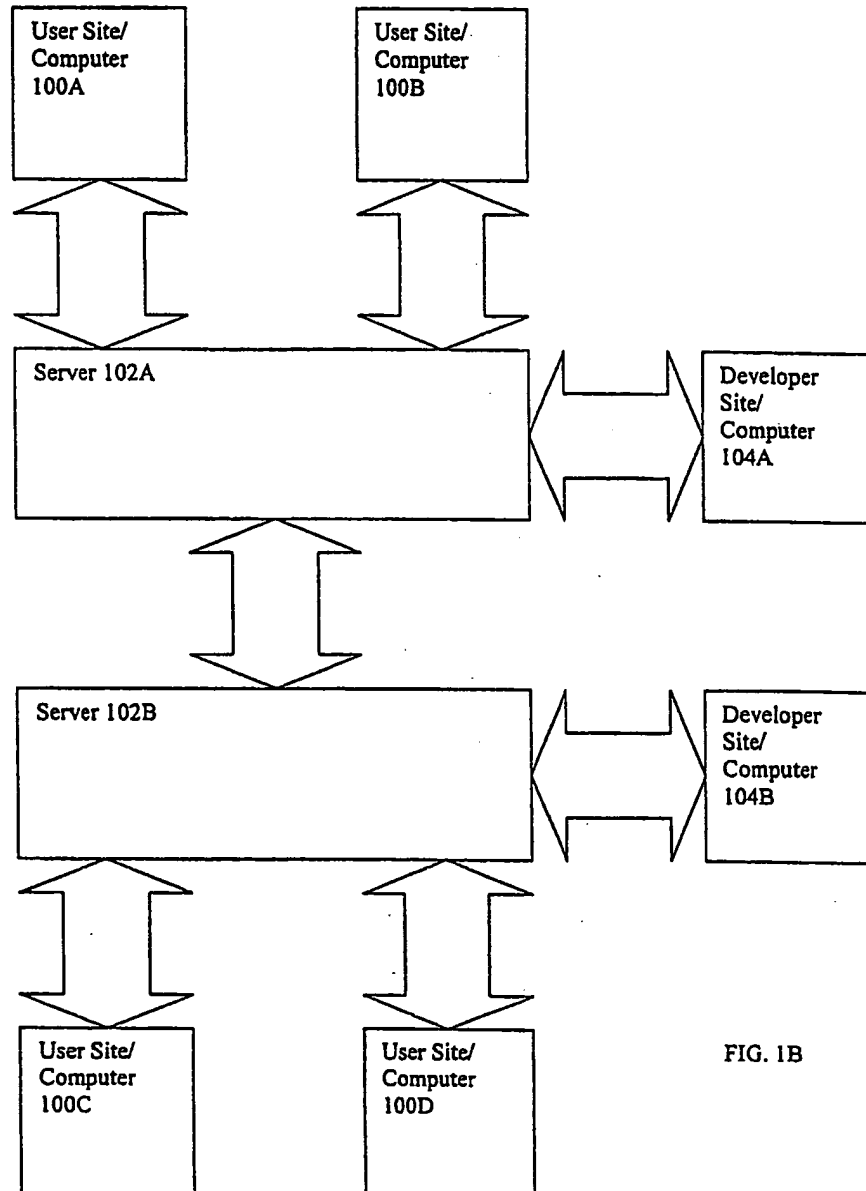 User Site/
Computer
100A
User Site/
Computer
100B
Server 102A
Developer
Site/
Computer
104A
Server 102B
Developer
Site/
Computer
104B
User Site/
Computer
100C
User Site/
Computer
100D
FIG. 1B